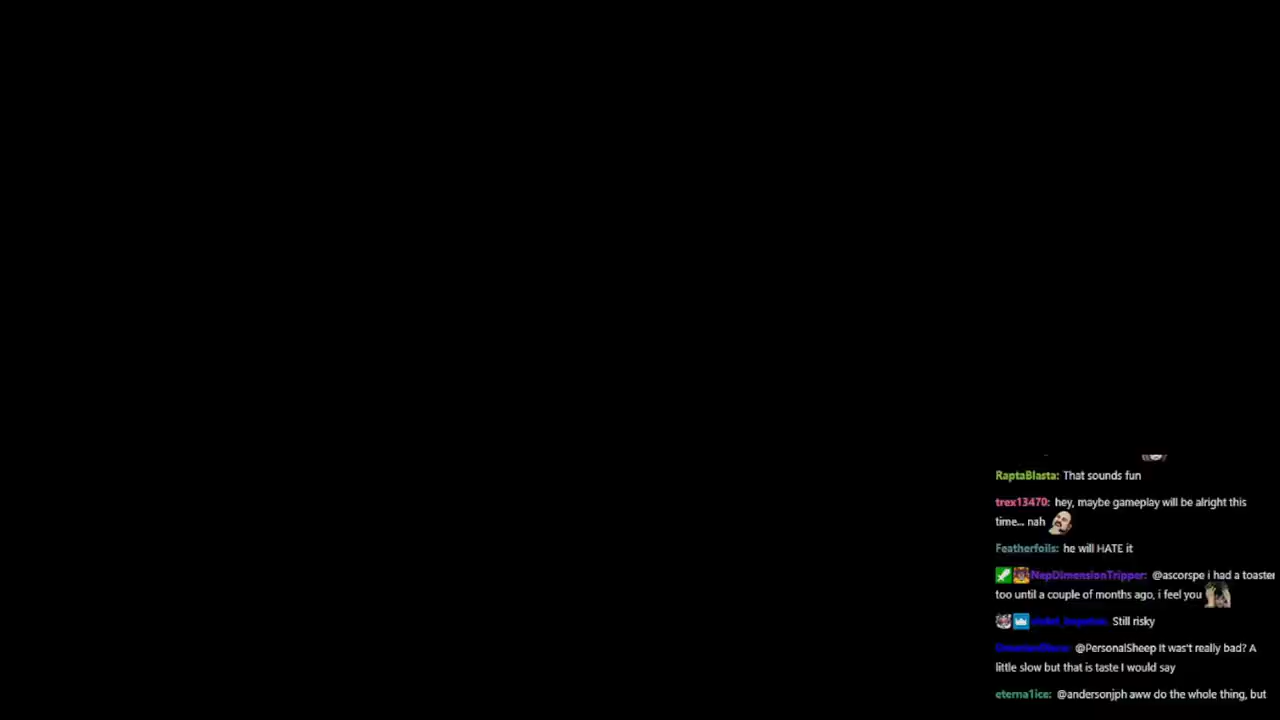 RaptaBlasta: That sounds fun
trex13470: hey, maybe gameplay will be alright this
time... nah
Featherfoils: he will HATE it
NepDimensionTripper: @ascorspe i had a toaster
too until a couple of months ago, i feel you
Still risky
@PersonalSheep It was't really bad? A
little slow but that is taste I would say
eterna1ice: @andersonjph aww do the whole thing, but